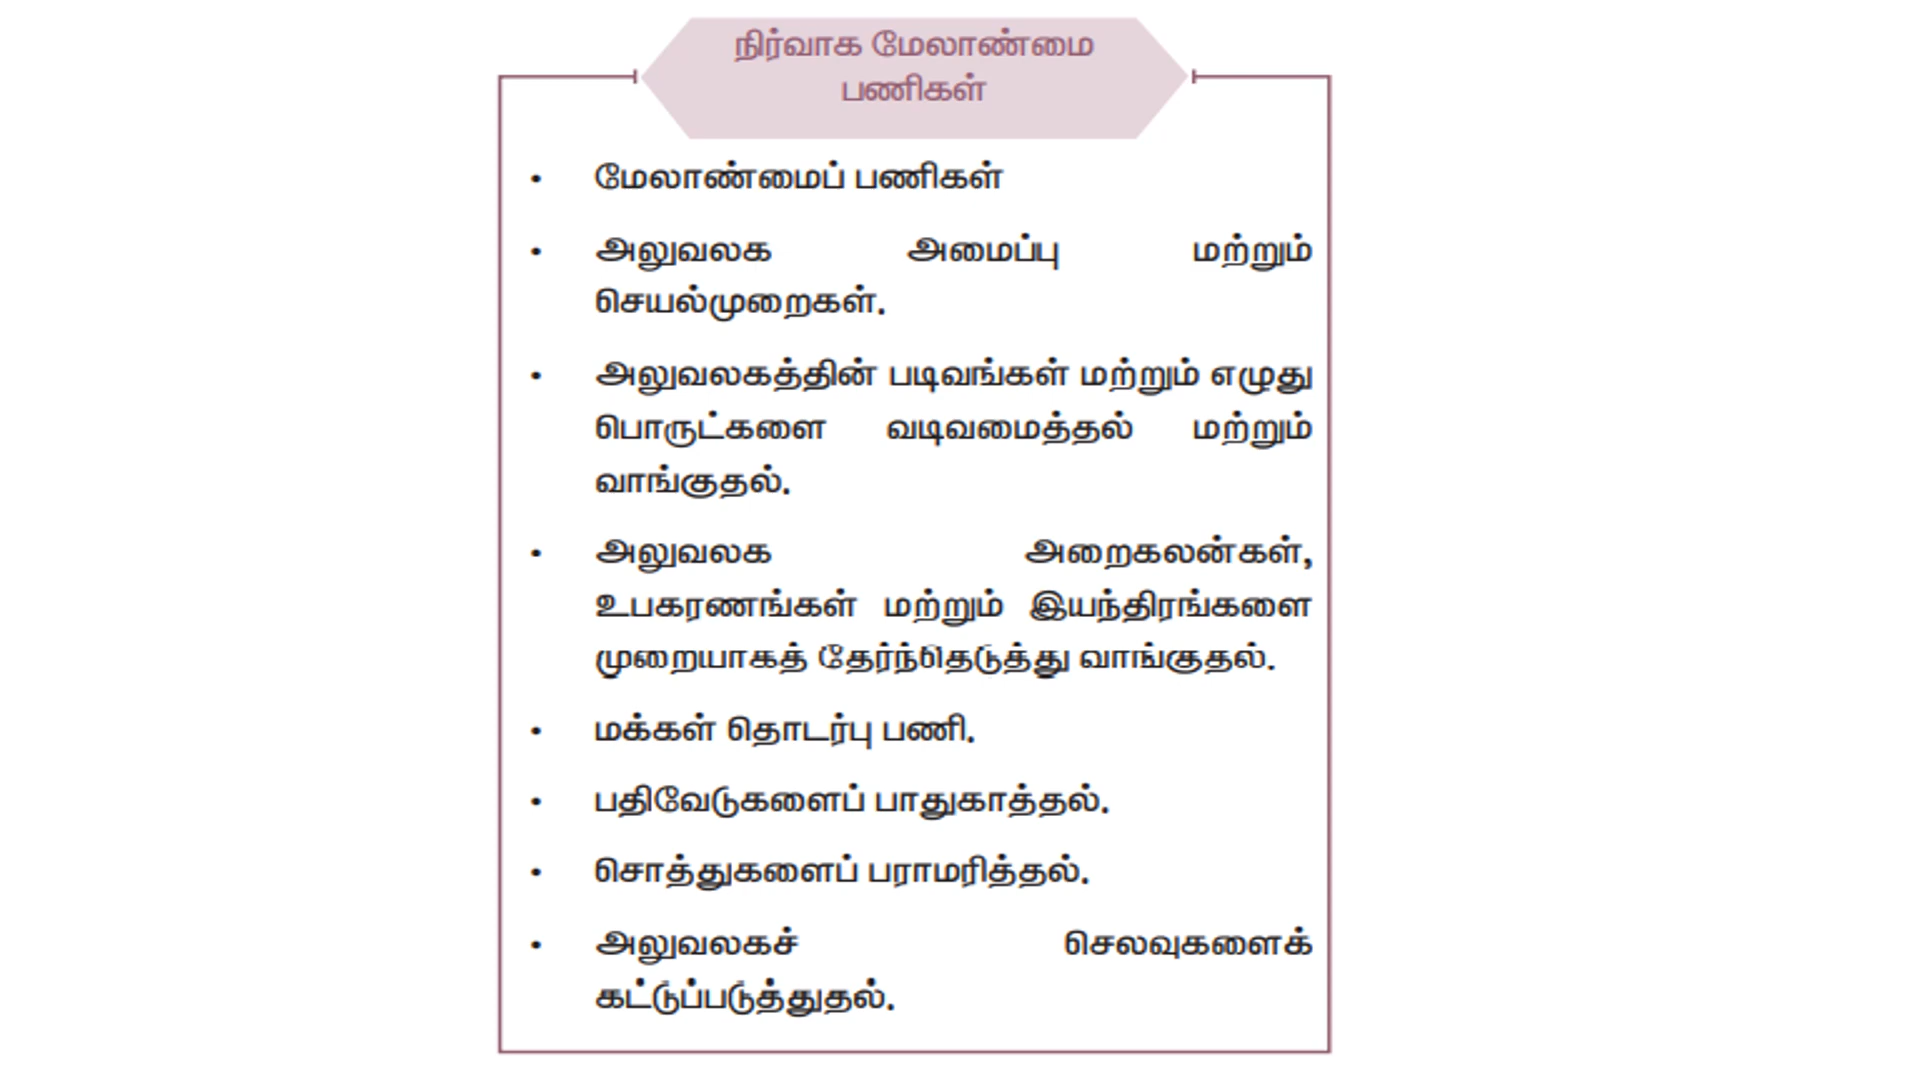 நிர்வாக மேலாண்மை
பணிகள்
• மேலாண்மைப் பணிகள்
• அலுவலக அமைப்பு மற்றும்
செயல்முறைகள்.
• அலுவலகத்தின் படிவங்கள் மற்றும் எழுது
பொருட்களை வடிவமைத்தல் மற்றும்
வாங்குதல்.
• அலுவலக அறைகலன்கள்,
உபகரணங்கள் மற்றும் இயந்திரங்களை
முறையாகத் தேர்ந்தெடுத்து வாங்குதல்.
• மக்கள் தொடர்பு பணி.
• பதிவேடுகளைப் பாதுகாத்தல்.
• சொத்துகளைப் பராமரித்தல்.
• அலுவலகச் செலவுகளைக்
கட்டுப்படுத்துதல்.